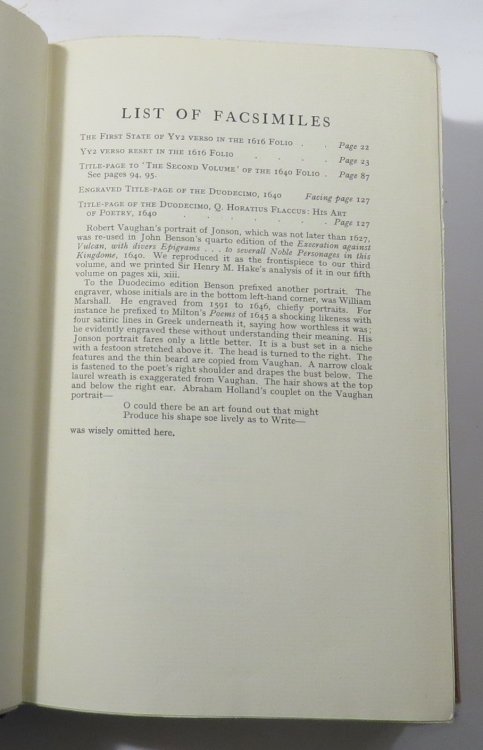 LIST OF FACSIMILES
THE FIRST STATE OF YY2 VERSO IN THE 1616 FOLIO . . Page 22
YY2 VERSO RESET IN THE 1616 FOLIO . . . . Page 23
TITLE-PAGE TO 'THE SECOND VOLUME' OF THE 1640 FOLIO . Page 87
See pages 94, 95.
ENGRAVED TITLE-PAGE OF THE DUODECIMO, 1640 Facing page 127
TITLE-PAGE OF THE DUODECIMO, Q. HORATIUS FLACCUS: HIS ART
OF POETRY, 1640 . . . . . . . Page 127
Robert Vaughan's portrait of Jonson, which was not later than 1627,
was re-used in John Benson's quarto edition of the Execration against
Vulcan, with divers Epigrams . . . to severall Noble Personages in this
Kingdome, 1640. We reproduced it as the frontispiece to our third
volume, and we printed Sir Henry M. Hake's analysis of it in our fifth
volume on pages xii, xiii.
To the Duodecimo edition Benson prefixed another portrait. The
engraver, whose initials are in the bottom left-hand corner, was William
Marshall. He engraved from 1591 to 1646, chiefly portraits. For
instance he prefixed to Milton's Poems of 1645 a shocking likeness with
four satiric lines in Greek underneath it, saying how worthless it was;
he evidently engraved these without understanding their meaning. His
Jonson portrait fares only a little better. It is a bust set in a niche
with a festoon stretched above it. The head is turned to the right. The
features and the thin beard are copied from Vaughan. A narrow cloak
is fastened to the poet's right shoulder and drapes the bust below. The
laurel wreath is exaggerated from Vaughan. The hair shows at the top
and below the right ear. Abraham Holland's couplet on the Vaughan
portrait—
O could there be an art found out that might
Produce his shape soe lively as to Write—
was wisely omitted here.